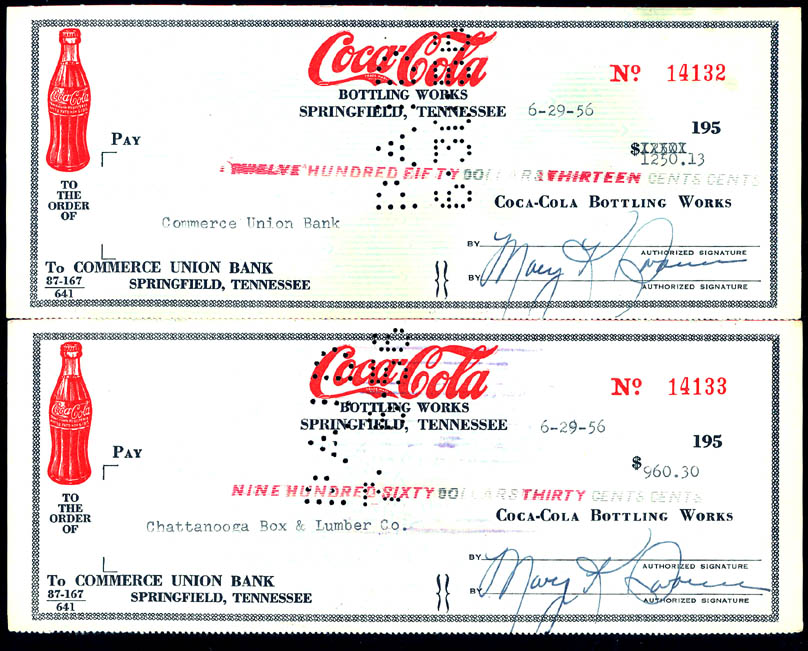 Coca-Cola
Nº 14132
BOTTLING WORKS
SPRINGFIELD, TENNESSEE 6-29-56
195
PAY
$
1250.13
TWELVE HUNDRED FIFTY DOLLARS THIRTEEN CENTS CENTS
TO
THE
ORDER
OF
COCA-COLA BOTTLING WORKS
Commerce Union Bank
BY
AUTHORIZED SIGNATURE
BY Mary K
AUTHORIZED SIGNATURE
TO COMMERCE UNION BANK
87-167
641
SPRINGFIELD, TENNESSEE
Coca-Cola
Nº 14133
BOTTLING WORKS
SPRINGFIELD, TENNESSEE 6-29-56
195
PAY
$960.30
NINE HUNDRED SIXTY DOLLARS THIRTY CENTS CENTS
TO
THE
ORDER
OF
COCA-COLA BOTTLING WORKS
Chattanooga Box & Lumber Co.
BY
AUTHORIZED SIGNATURE
BY Mary K
AUTHORIZED SIGNATURE
TO COMMERCE UNION BANK
87-167
641
SPRINGFIELD, TENNESSEE